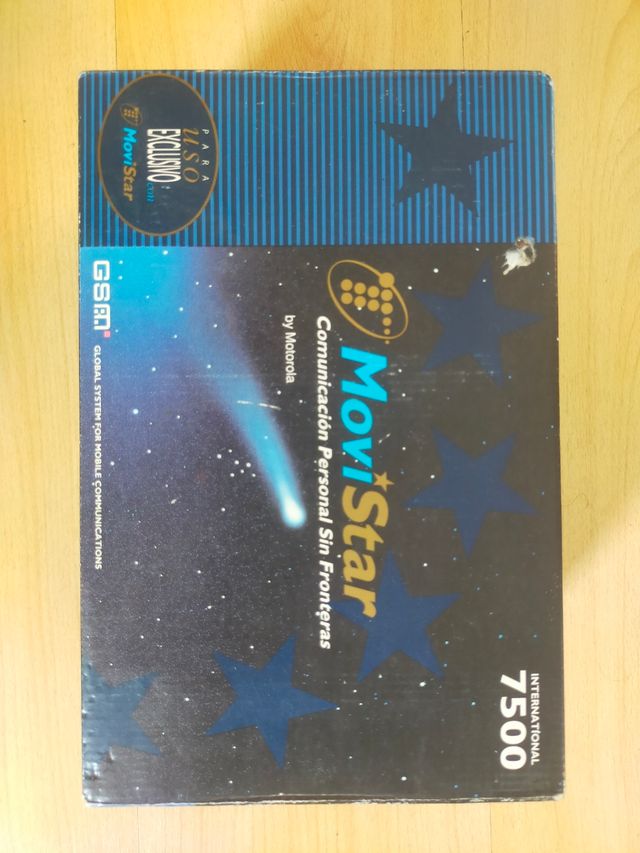 PARA
USO
EXCLUSIVO con
MoviStar
INTERNATIONAL
7500
MoviStar
Comunicación Personal Sin Fronteras
by Motorola
GSM GLOBAL SYSTEM FOR MOBILE COMMUNICATIONS